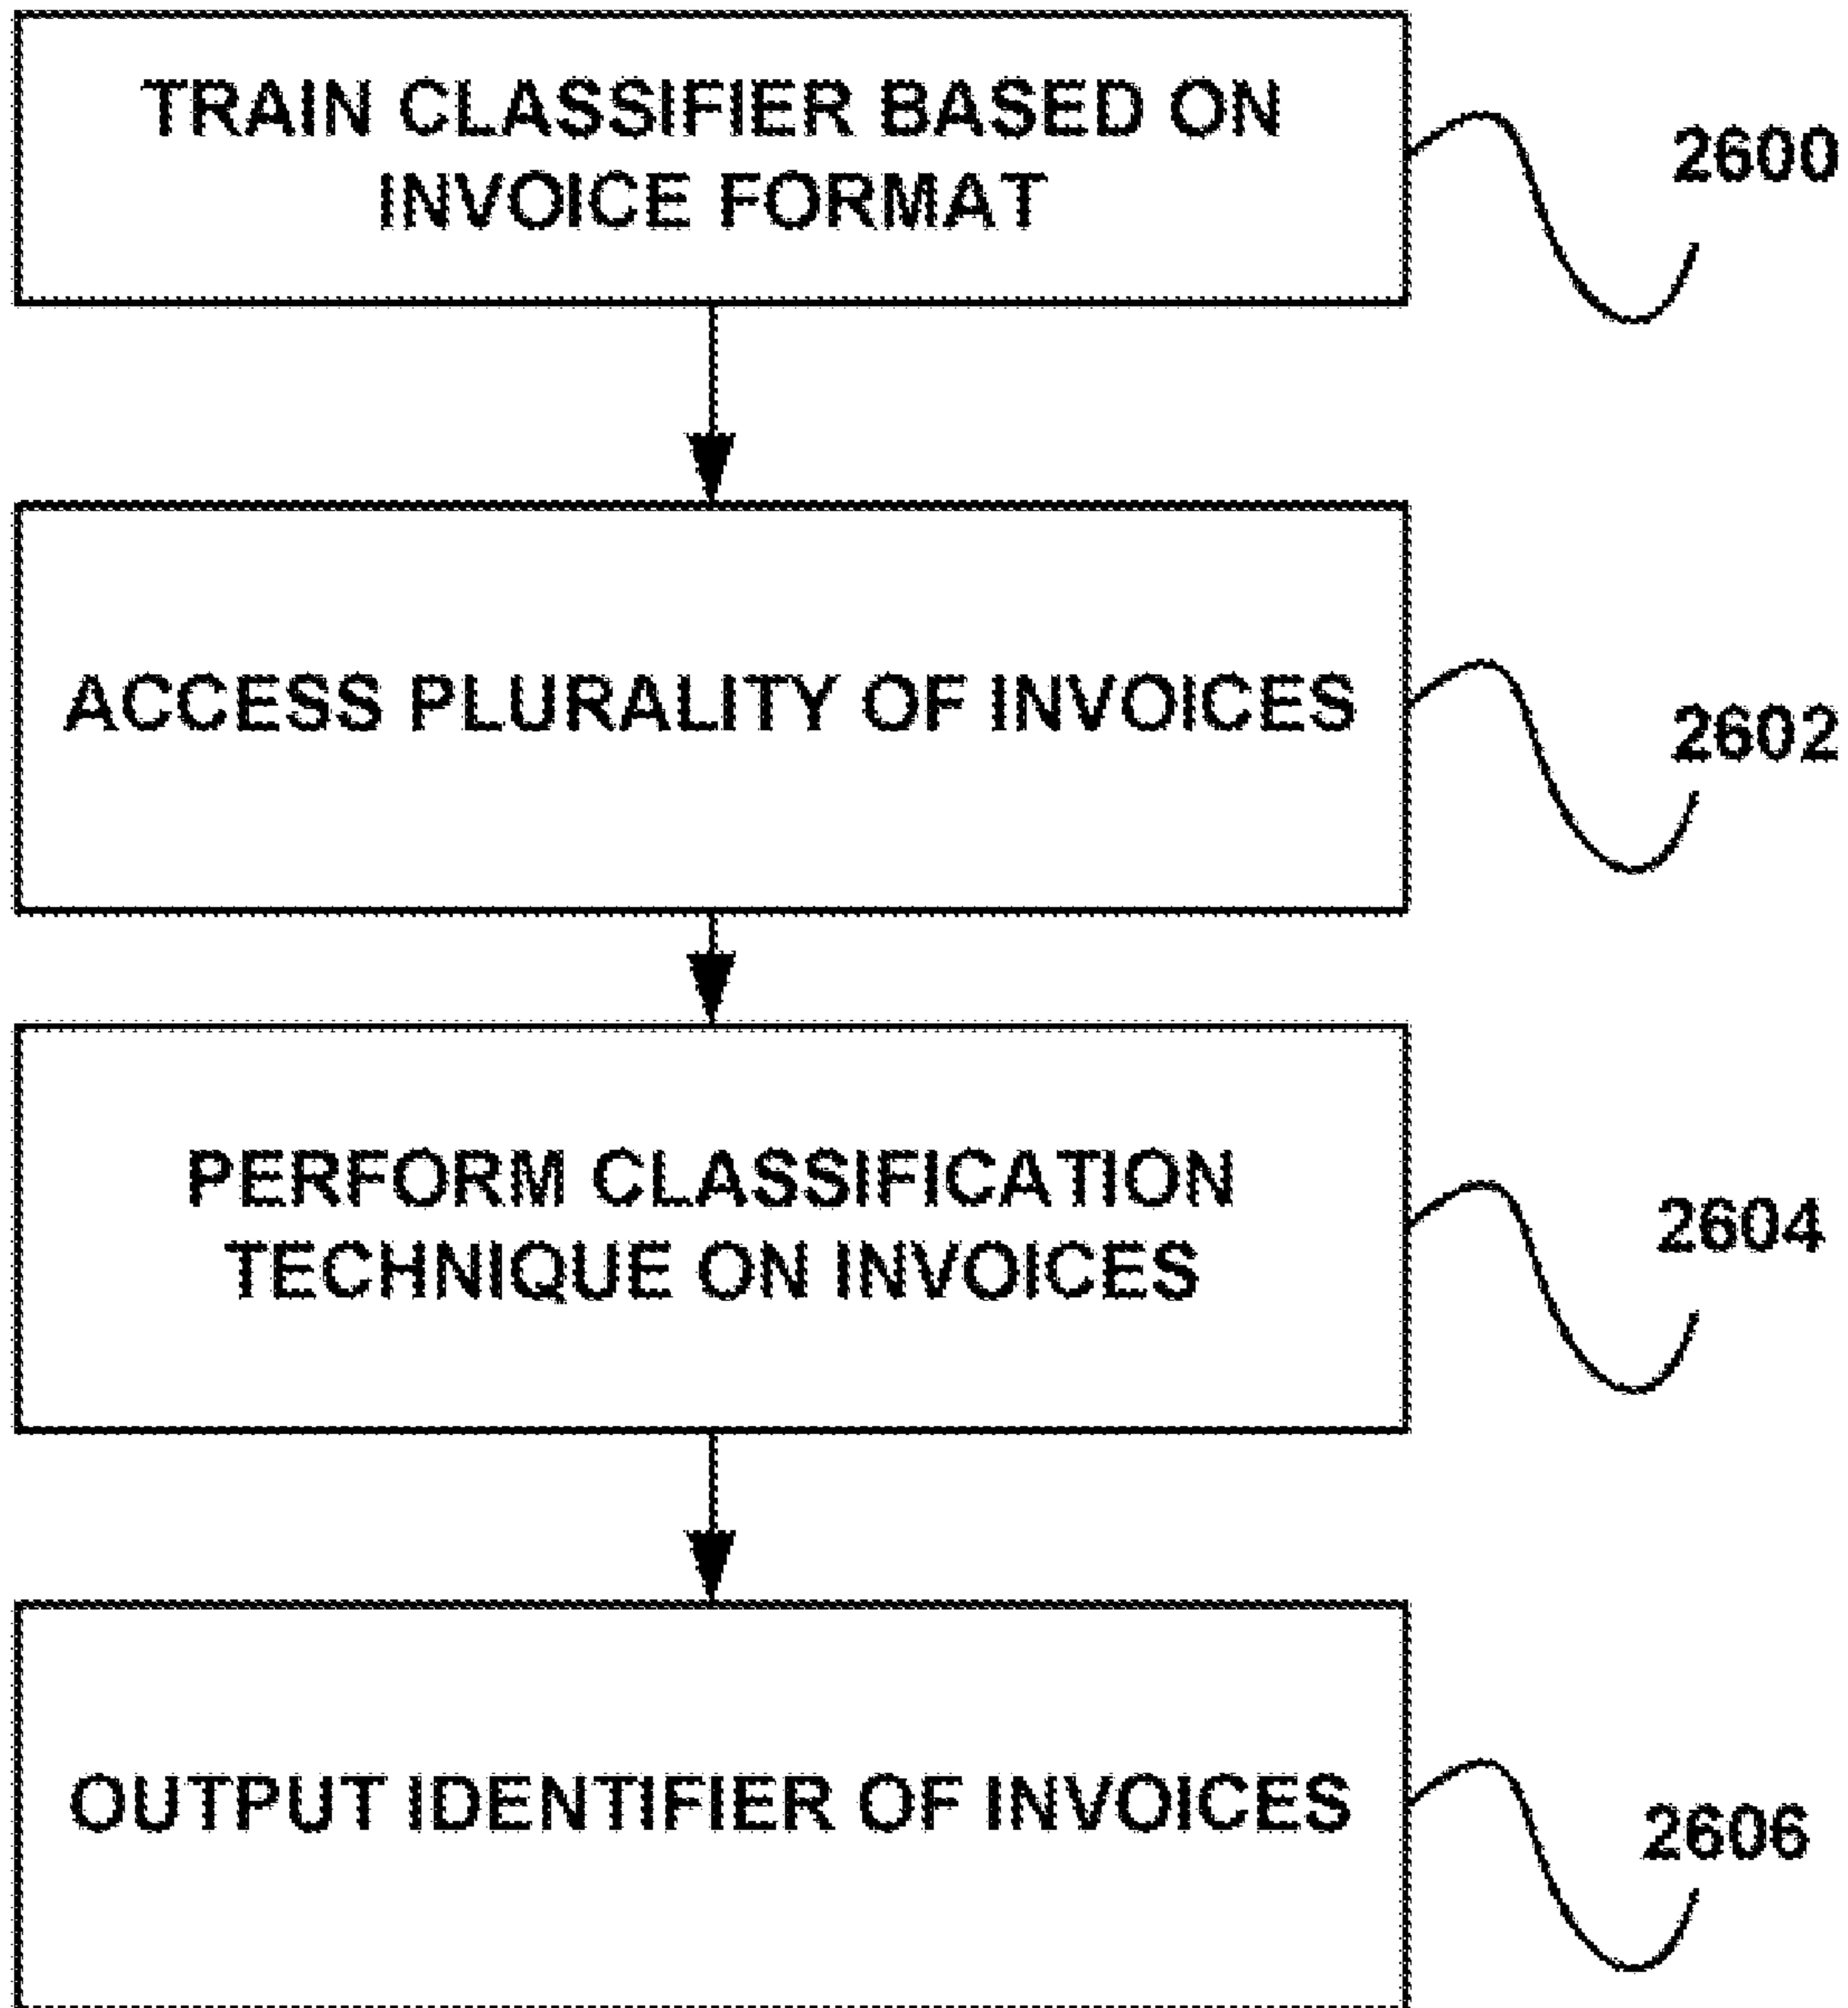 TRAIN CLASSIFIER BASED ON
INVOICE FORMAT
2600
ACCESS PLURALITY OF INVOICES
2602
PERFORM CLASSIFICATION
TECHNIQUE ON INVOICES
2604
OUTPUT IDENTIFIER OF INVOICES
2606